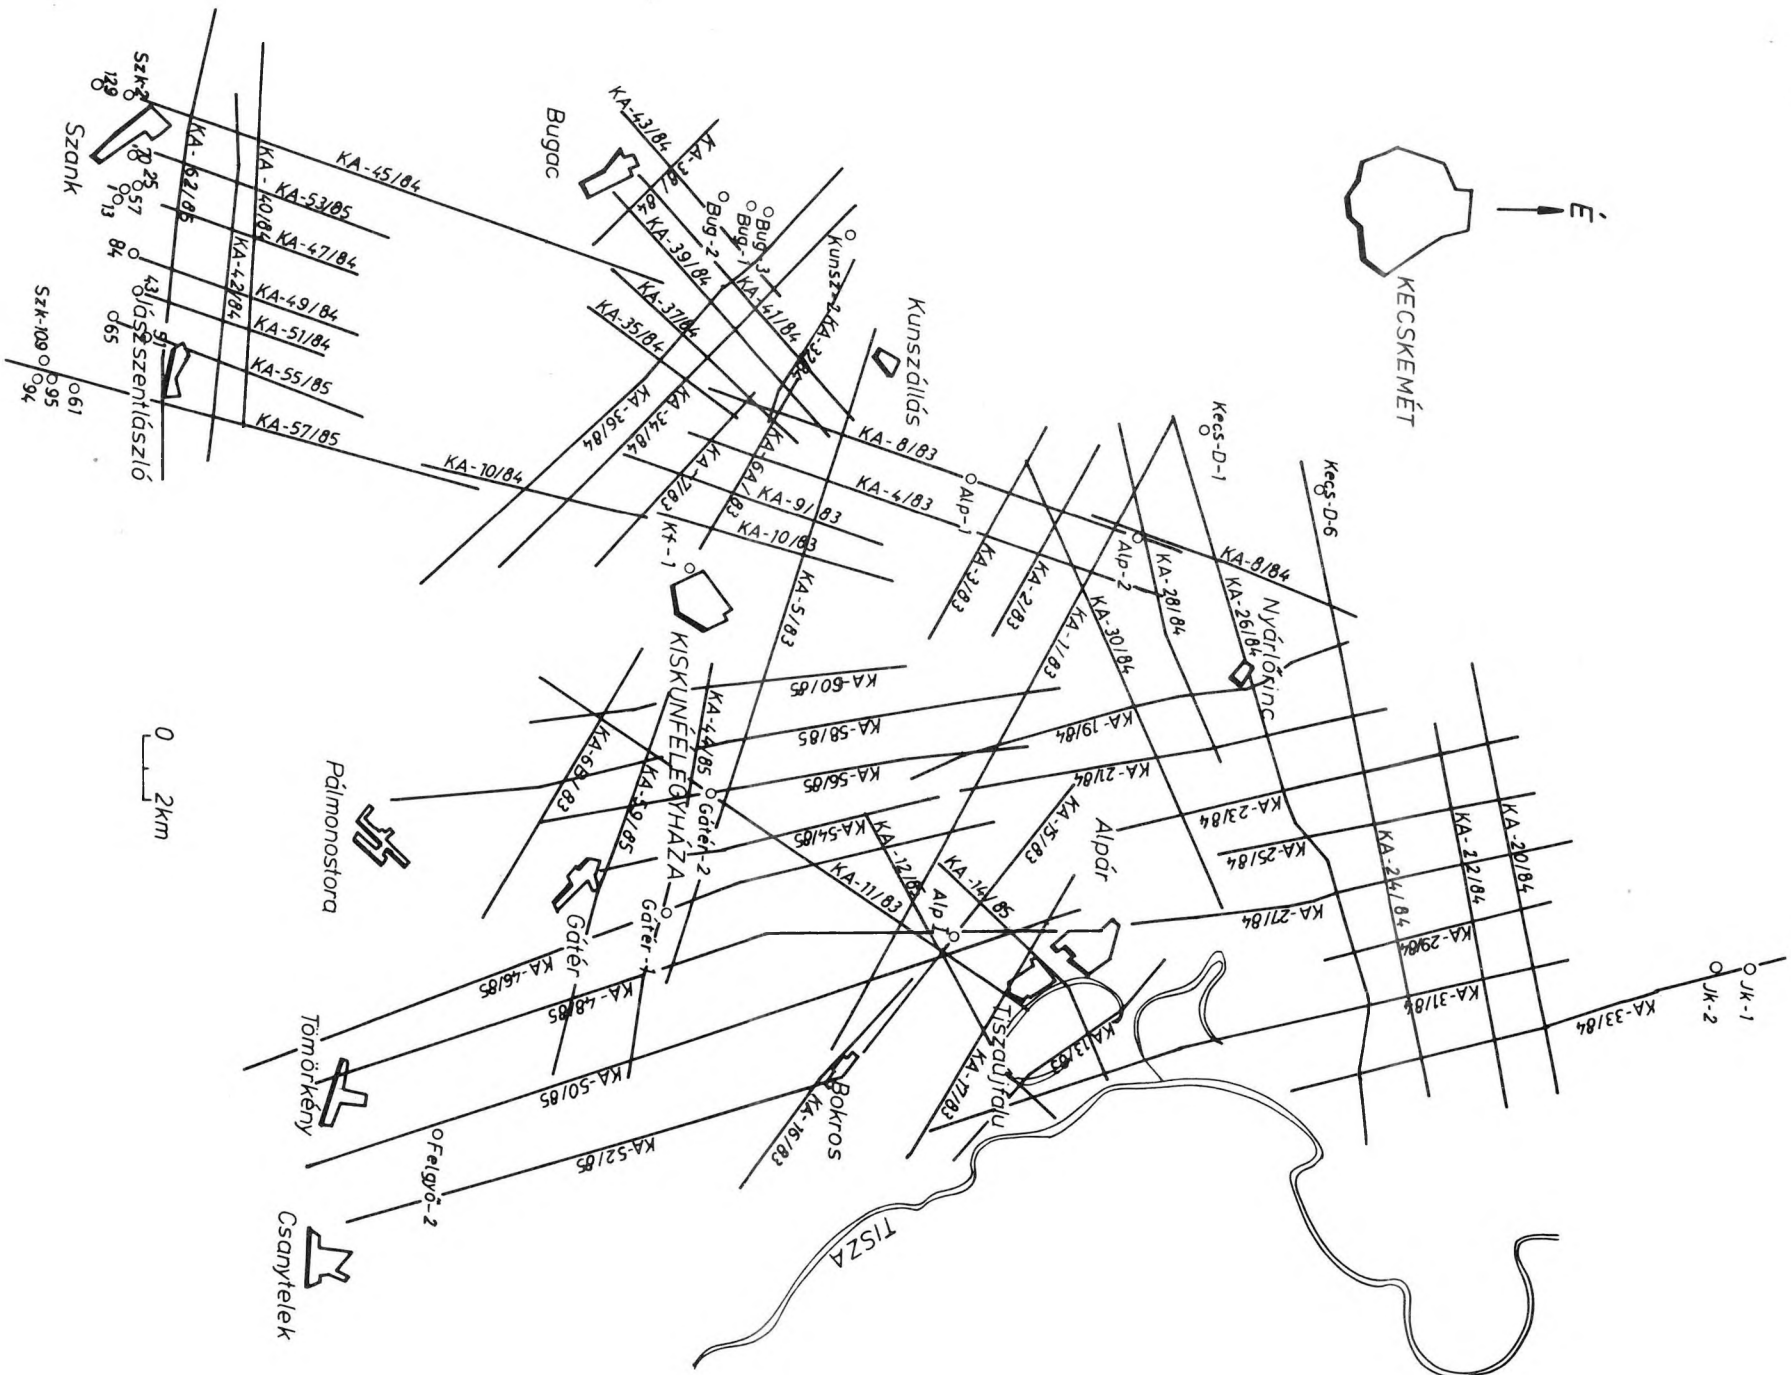 É
KECSKEMÉT
Kecs-D-6
Kecs-D-1
Kunszállás
Kunsz-2
Bug-3
Bug-1
Bug-2
Bugac
KA-43/84
KA-39/84
KA-41/84
KA-37/84
KA-35/84
KA-32/84
KA-36/84
KA-34/84
KA-45/84
KA-53/85
KA-47/84
KA-49/84
KA-51/84
KA-55/85
KA-57/85
KA-62/85
KA-40/84
KA-42/84
Szk-2
129
Szank
70
25
57
1
13
84
43
65
51
Jászszentlászló
Szk-109
61
95
94
KA-10/84
KA-7/83
KA-6A/83
KA-9/83
KA-10/83
KA-4/83
KA-8/83
Alp-1
Alp-2
KA-3/83
KA-2/83
KA-1/83
KA-28/84
KA-30/84
KA-26/84
KA-8/84
Nyárlőrinc
Kf-1
KISKUNFÉLEGYHÁZA
KA-5/83
KA-60/85
KA-58/85
KA-56/85
KA-54/85
KA-44/85
KA-59/85
KA-6B/83
KA-19/84
KA-21/84
KA-23/84
KA-25/84
KA-27/84
KA-29/84
KA-31/84
KA-33/84
KA-24/84
KA-22/84
KA-20/84
Jk-1
Jk-2
KA-15/83
KA-14/85
KA-12/85
KA-11/83
Alpár
Alp I
Gátér-2
Gátér-1
Gátér
Pálmonostora
0 2km
KA-46/85
KA-48/85
KA-50/85
KA-52/85
Tömörkény
Felgyő-2
Csanytelek
Bokros
KA-16/83
KA-17/83
KA-13/83
Tiszaújfalu
TISZA